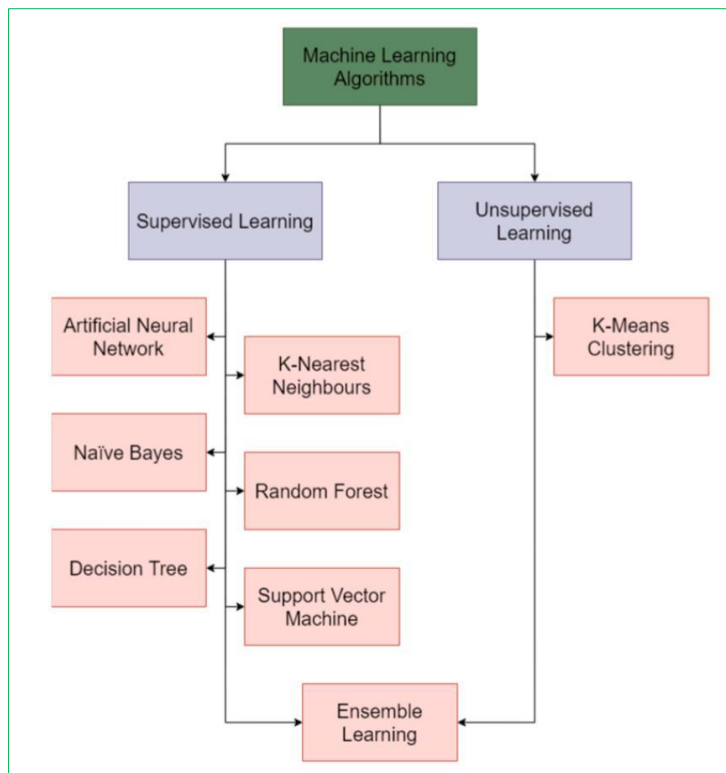 Machine Learning
Algorithms
Supervised Learning
Unsupervised
Learning
Artificial Neural
Network
K-Nearest
Neighbours
Naïve Bayes
Random Forest
Decision Tree
Support Vector
Machine
K-Means
Clustering
Ensemble
Learning